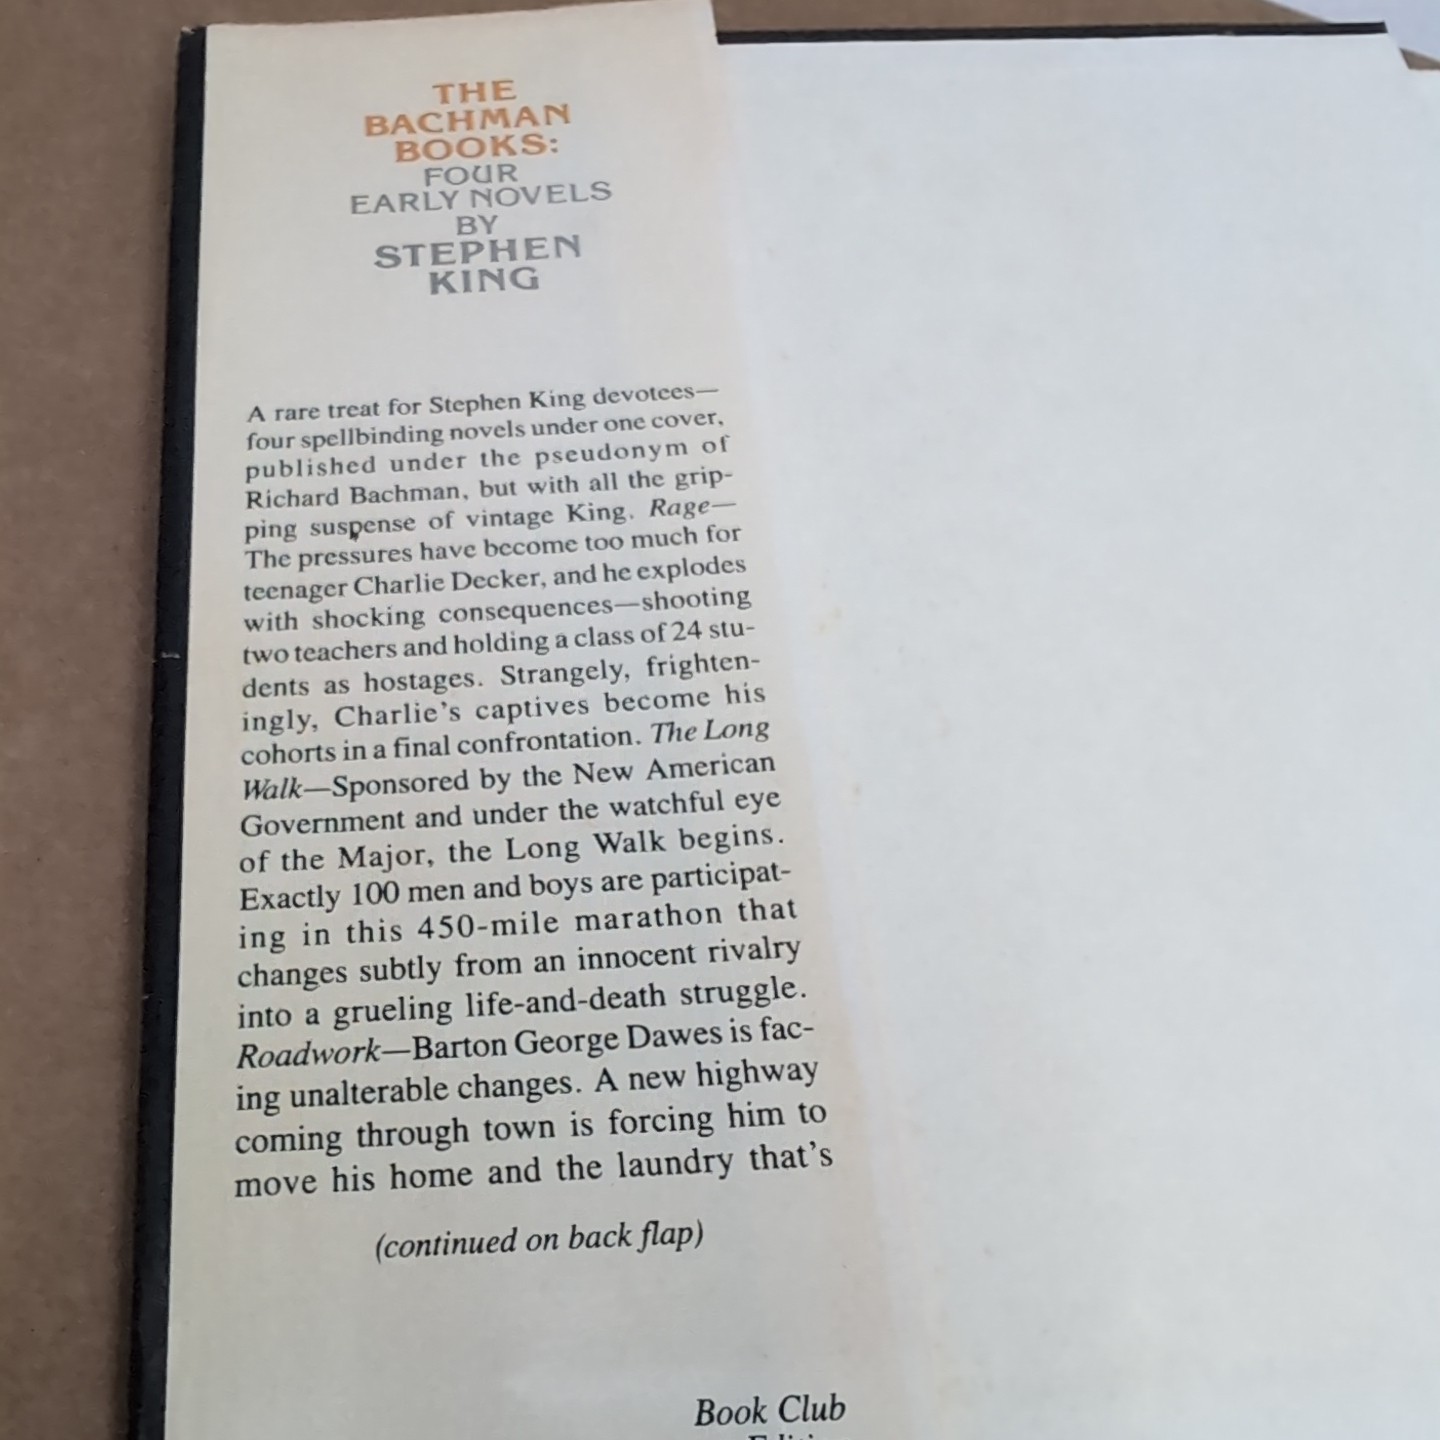 THE
BACHMAN
BOOKS:
FOUR
EARLY NOVELS
BY
STEPHEN
KING
A rare treat for Stephen King devotees—
four spellbinding novels under one cover,
published under the pseudonym of
Richard Bachman, but with all the grip-
ping suspense of vintage King. Rage—
The pressures have become too much for
teenager Charlie Decker, and he explodes
with shocking consequences—shooting
two teachers and holding a class of 24 stu-
dents as hostages. Strangely, frighten-
ingly, Charlie's captives become his
cohorts in a final confrontation. The Long
Walk—Sponsored by the New American
Government and under the watchful eye
of the Major, the Long Walk begins.
Exactly 100 men and boys are participat-
ing in this 450-mile marathon that
changes subtly from an innocent rivalry
into a grueling life-and-death struggle.
Roadwork—Barton George Dawes is fac-
ing unalterable changes. A new highway
coming through town is forcing him to
move his home and the laundry that's
(continued on back flap)
Book Club